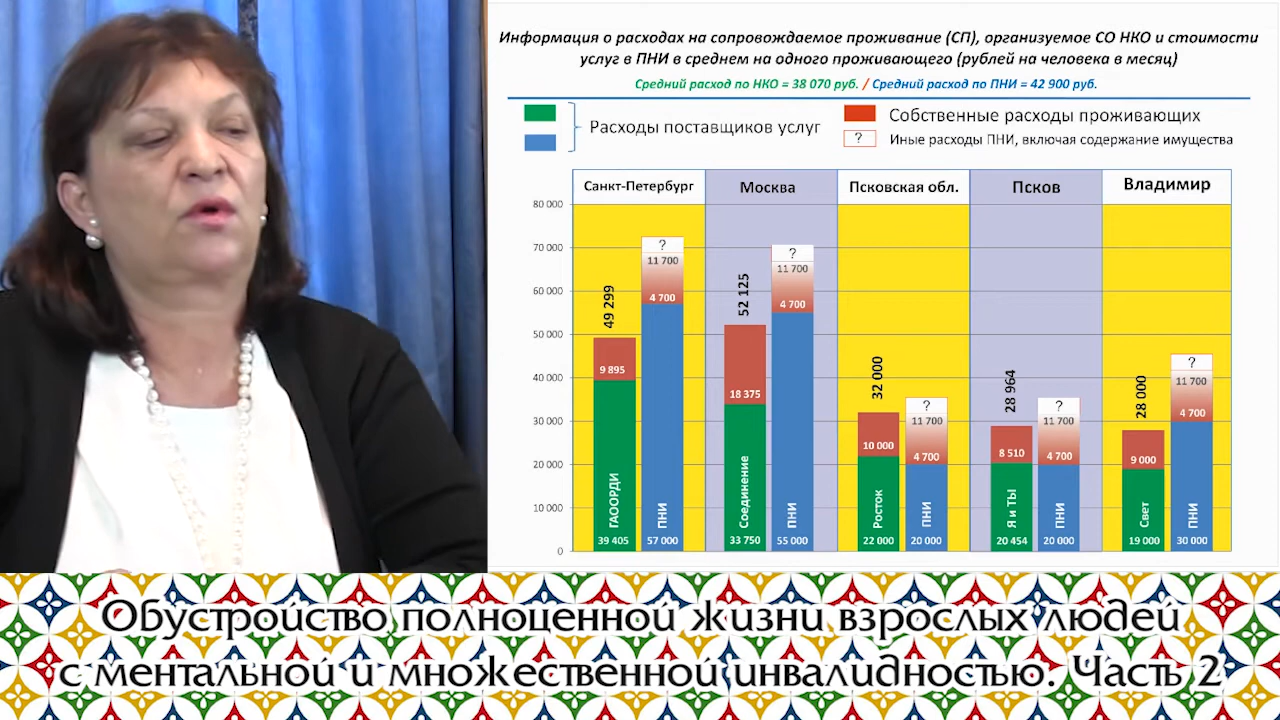 Информация о расходах на сопровождаемое проживание (СП), организуемое СО НКО и стоимости
услуг в ПНИ в среднем на одного проживающего (рублей на человека в месяц)
Средний расход по НКО = 38 070 руб. / Средний расход по ПНИ = 42 900 руб.
Расходы поставщиков услуг
Собственные расходы проживающих
? Иные расходы ПНИ, включая содержание имущества
Санкт-Петербург Москва Псковская обл. Псков Владимир
80 000
70 000
60 000
50 000
40 000
30 000
20 000
10 000
0
49 299
9 895
ГАООРДИ
39 405
?
11 700
4 700
ПНИ
57 000
52 125
18 375
Соединение
33 750
?
11 700
4 700
ПНИ
55 000
32 000
10 000
Росток
22 000
?
11 700
4 700
ПНИ
20 000
28 964
8 510
Я и ТЫ
20 454
?
11 700
4 700
ПНИ
20 000
28 000
9 000
Свет
19 000
?
11 700
4 700
ПНИ
30 000
Обустройство полноценной жизни взрослых людей
с ментальной и множественной инвалидностью. Часть 2